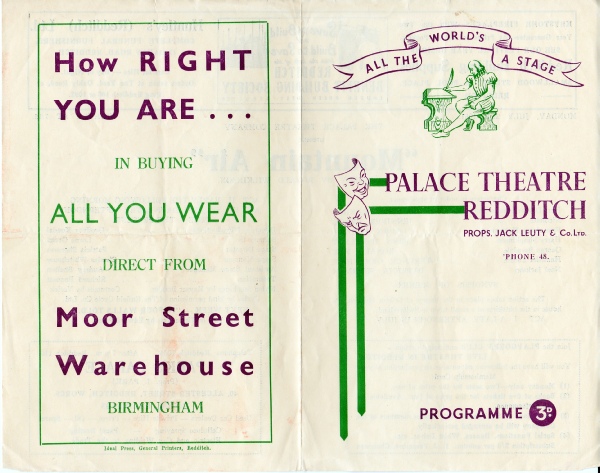 How RIGHT
YOU ARE ...
IN BUYING
ALL YOU WEAR
DIRECT FROM
Moor Street
Warehouse
BIRMINGHAM
Ideal Press, General Printers, Redditch.
ALL THE WORLD'S A STAGE
PALACE THEATRE
REDDITCH
PROPS. JACK LEUTY & Co. LTD.
'PHONE 48.
PROGRAMME 3D.